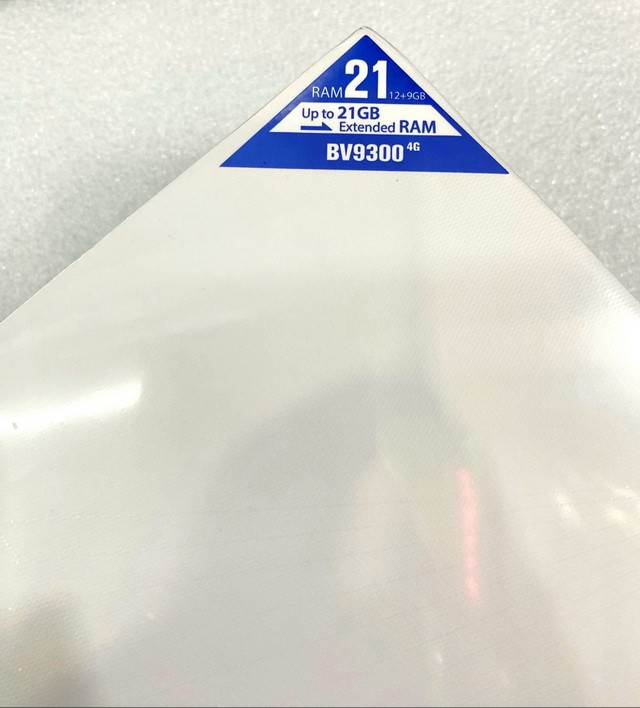 RAM 21 12+9GB
Up to 21GB
Extended RAM
BV9300 4G